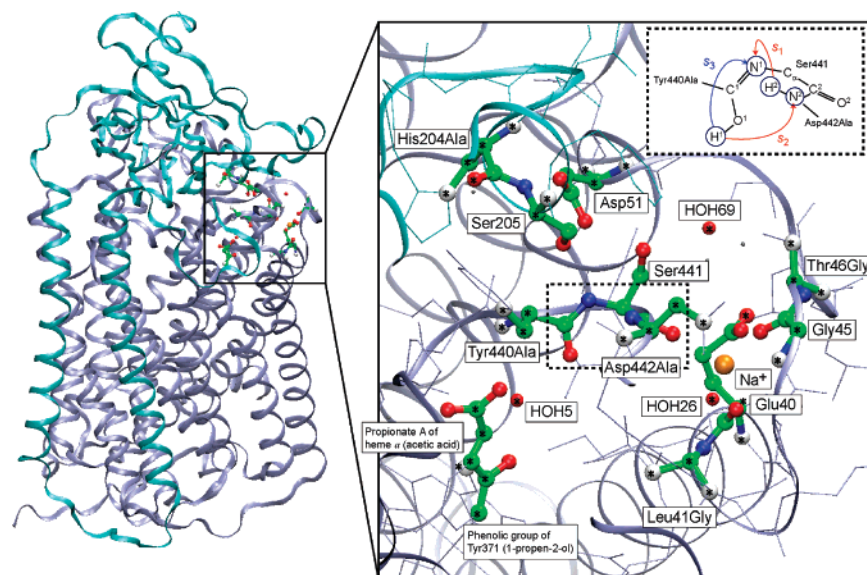 S₁
Ser441
N¹
S₃
Cα
Tyr440Ala
C¹
H²
C²
N²
O²
O¹
Asp442Ala
H¹
S₂
His204Ala
Asp51
HOH69
Ser205
Ser441
Thr46Gly
Tyr440Ala
Asp442Ala
Gly45
Na⁺
HOH5
HOH26
Glu40
Propionate A of
heme a (acetic acid)
Leu41Gly
Phenolic group of
Tyr371 (1-propen-2-ol)